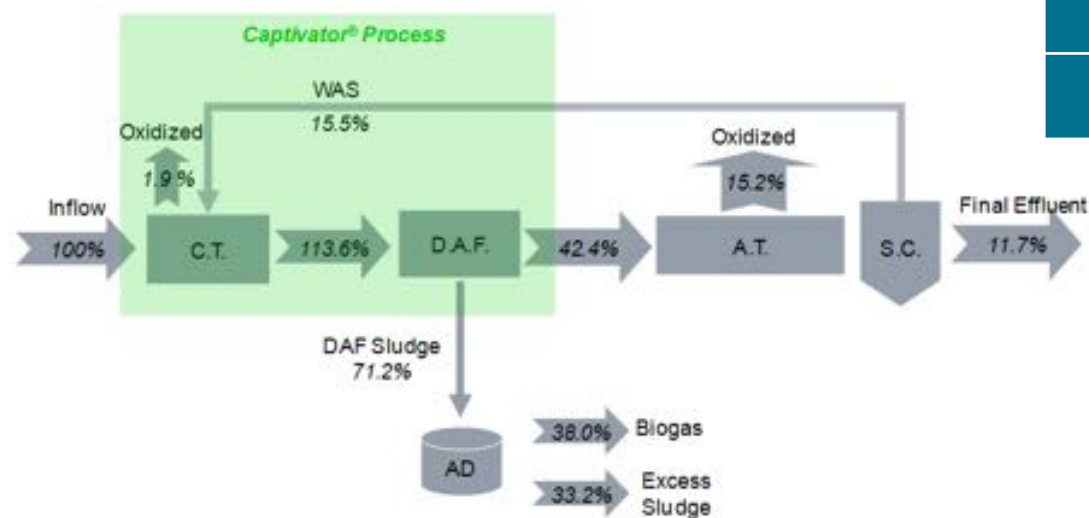 Captivator® Process
WAS
15.5%
Oxidized
1.9%
Oxidized
15.2%
Inflow
100%
C.T.
113.6%
D.A.F.
42.4%
A.T.
S.C.
Final Effluent
11.7%
DAF Sludge
71.2%
AD
38.0%
Biogas
33.2%
Excess
Sludge